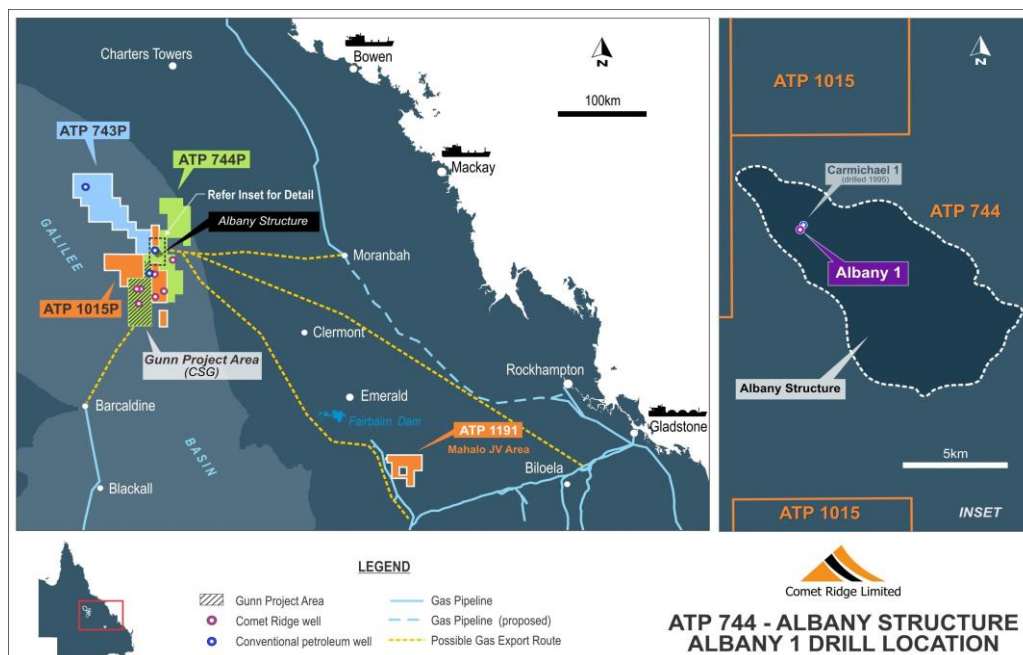 Charters Towers
Bowen
N
100km
ATP 743P
ATP 744P
Mackay
Refer Inset for Detail
Albany Structure
GALILEE
Moranbah
ATP 1015P
Clermont
Gunn Project Area
(CSG)
Rockhampton
Emerald
Barcaldine
Fairbairn Dam
ATP 1191
Gladstone
Mahalo JV Area
BASIN
Biloela
Blackall
ATP 1015
N
Carmichael 1
(drilled 1995)
ATP 744
Albany 1
Albany Structure
5km
ATP 1015
INSET
LEGEND
Gunn Project Area
Comet Ridge well
Conventional petroleum well
Gas Pipeline
Gas Pipeline (proposed)
Possible Gas Export Route
Comet Ridge Limited
ATP 744 - ALBANY STRUCTURE
ALBANY 1 DRILL LOCATION